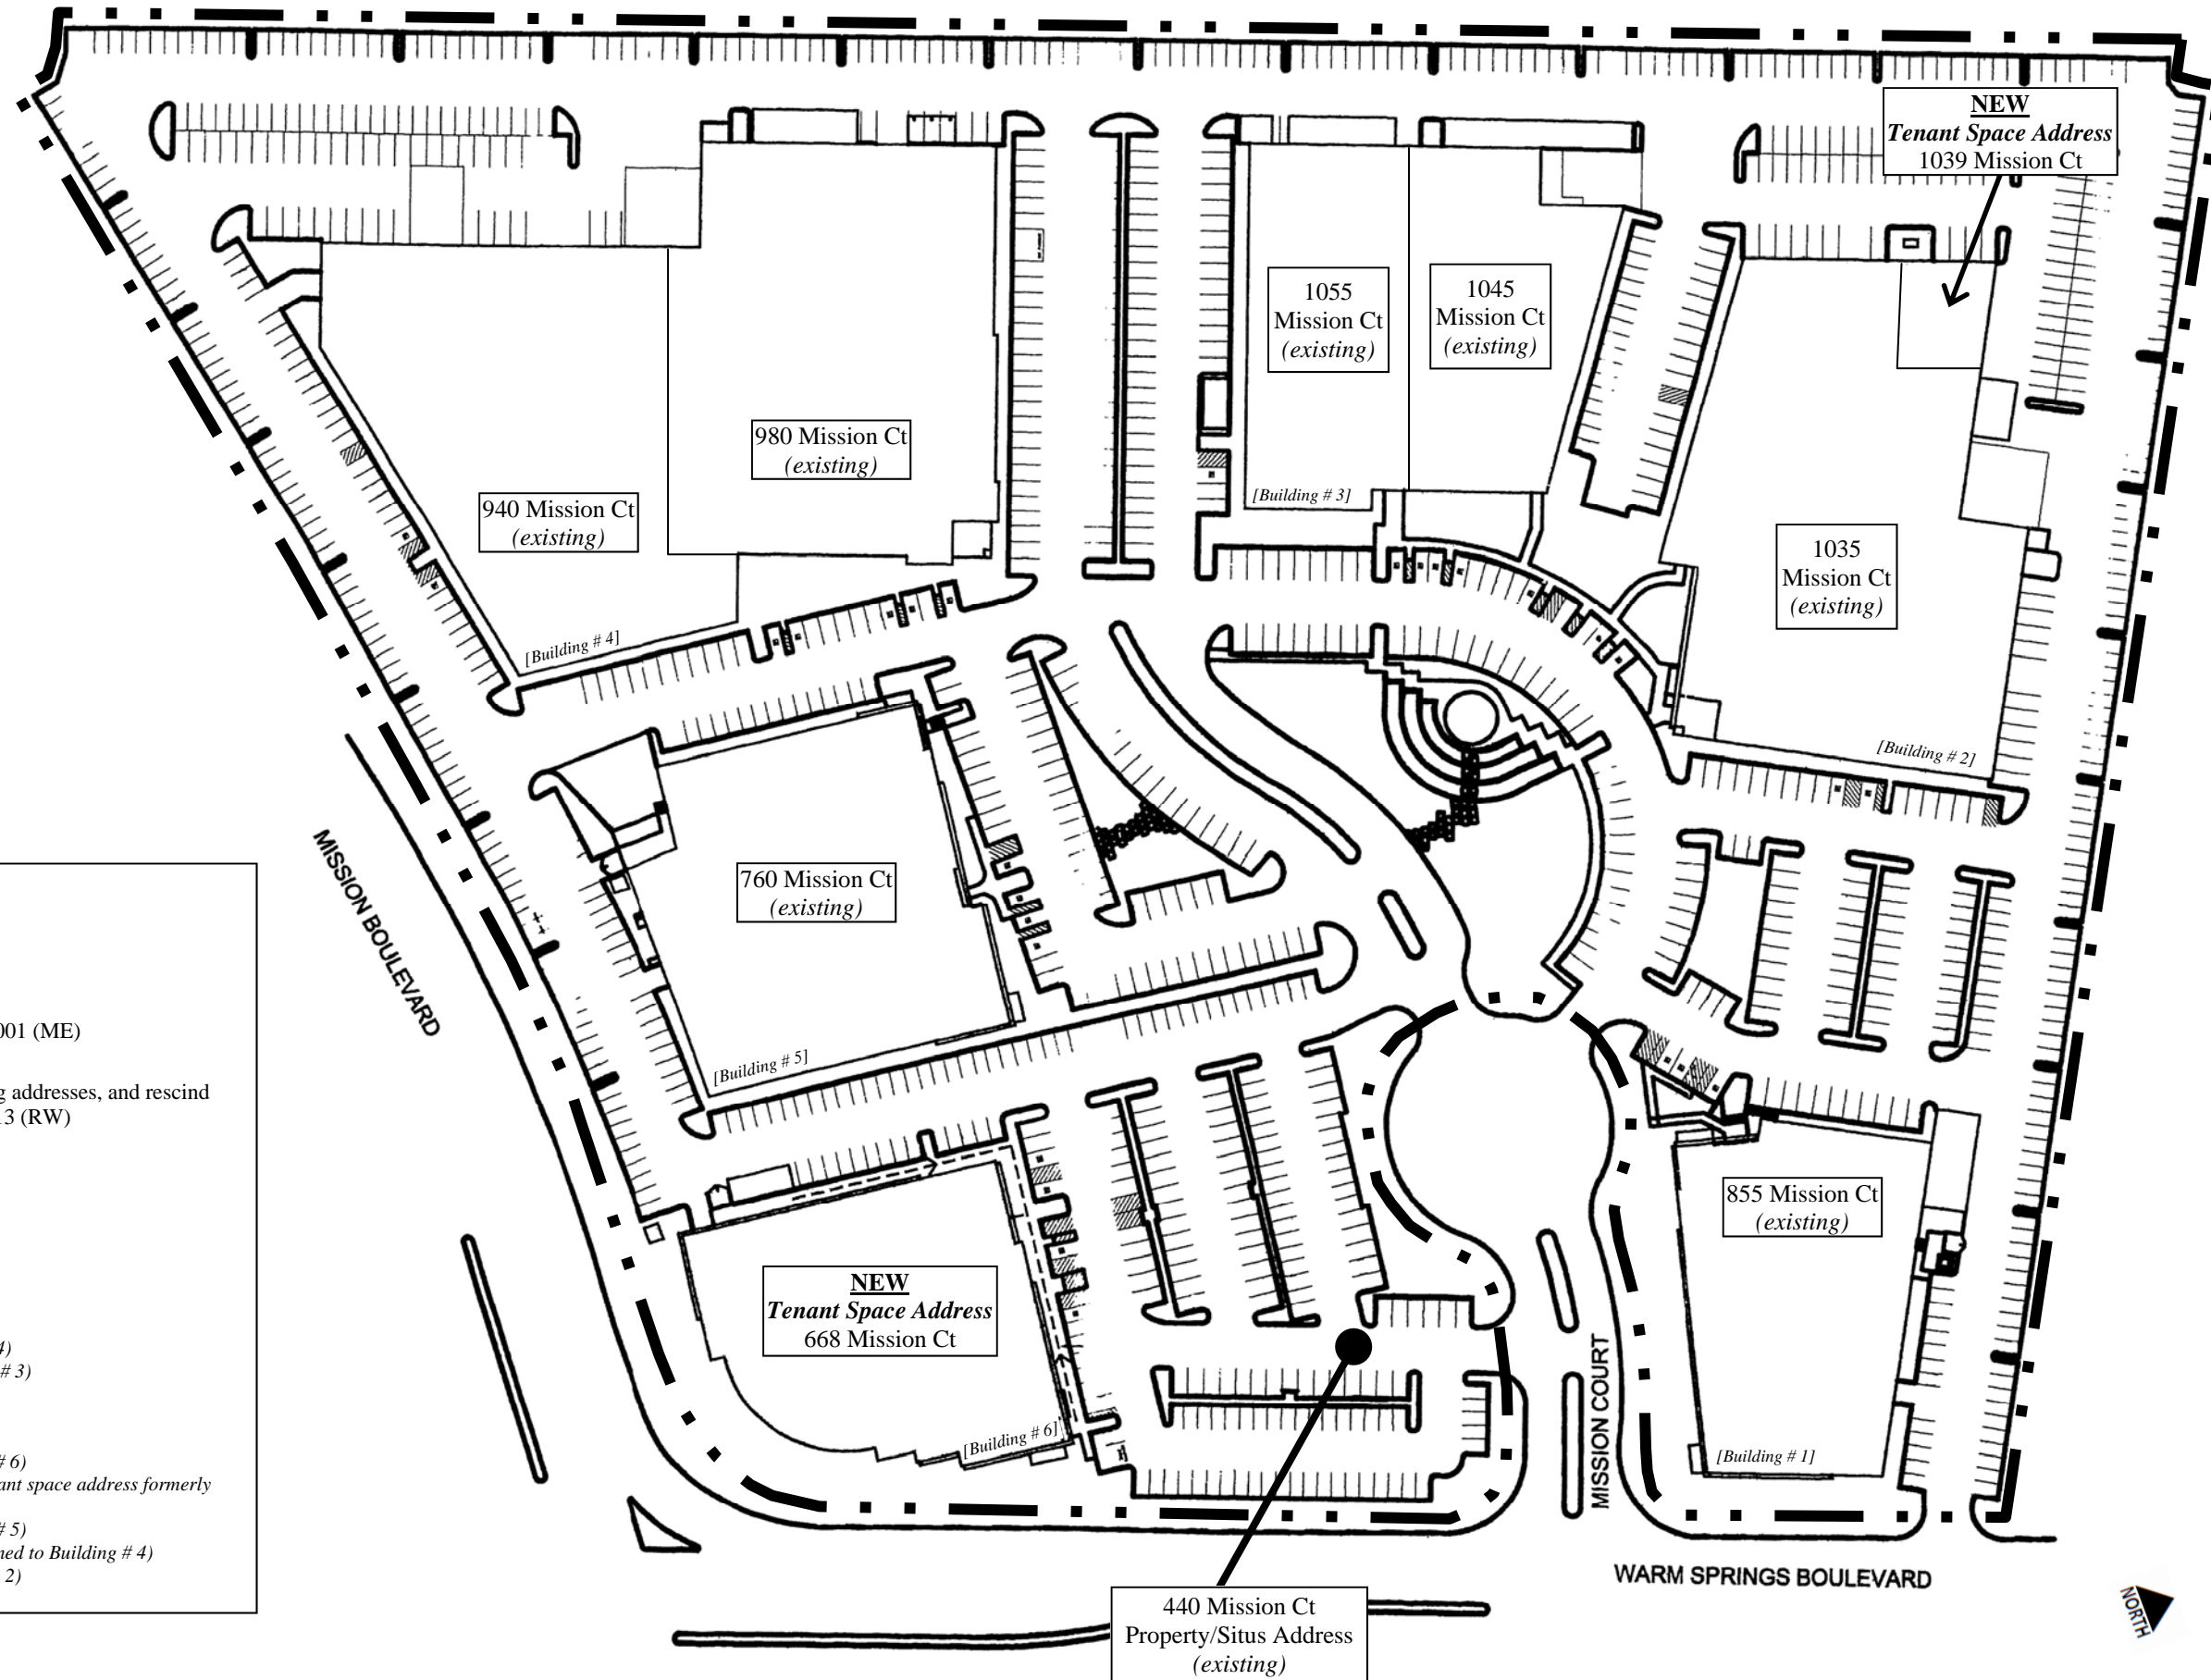 NEW
Tenant Space Address
1039 Mission Ct
1055
Mission Ct
(existing)
1045
Mission Ct
(existing)
980 Mission Ct
(existing)
940 Mission Ct
(existing)
[Building # 3]
1035
Mission Ct
(existing)
[Building # 4]
[Building # 2]
MISSION BOULEVARD
760 Mission Ct
(existing)
[Building # 5]
001 (ME)
g addresses, and rescind
13 (RW)
855 Mission Ct
(existing)
NEW
Tenant Space Address
668 Mission Ct
4)
# 3)
MISSION COURT
[Building # 6]
[Building # 1]
# 6)
ant space address formerly
# 5)
ned to Building # 4)
2)
WARM SPRINGS BOULEVARD
440 Mission Ct
Property/Situs Address
(existing)
NORTH